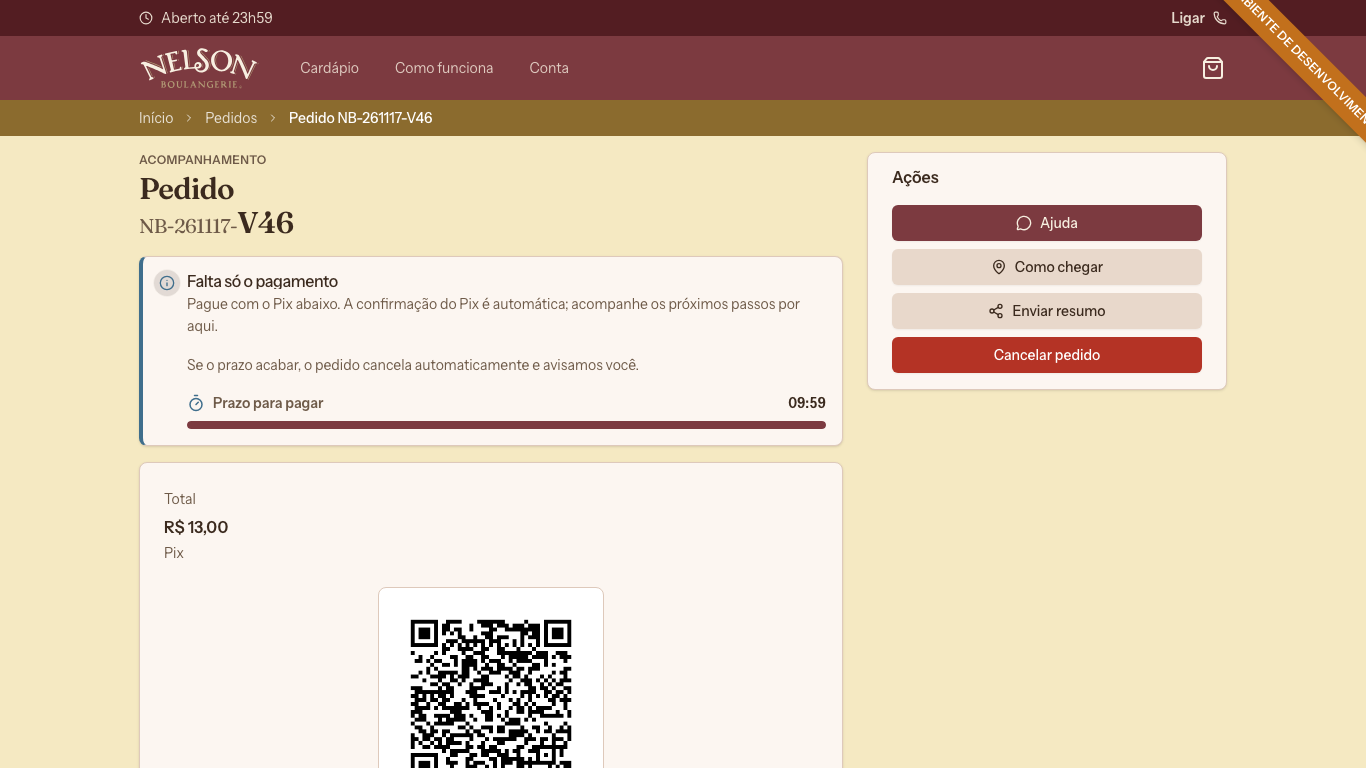 Aberto até 23h59
Ligar
BIENTE DE DESENVOLVIMEN
NELSON
BOULANGERIE
Cardápio
Como funciona
Conta
Início
Pedidos
Pedido NB-261117-V46
ACOMPANHAMENTO
Pedido
NB-261117-V46
Falta só o pagamento
Pague com o Pix abaixo. A confirmação do Pix é automática; acompanhe os próximos passos por
aqui.
Se o prazo acabar, o pedido cancela automaticamente e avisamos você.
Prazo para pagar
09:59
Total
R$ 13,00
Pix
Ações
Ajuda
Como chegar
Enviar resumo
Cancelar pedido